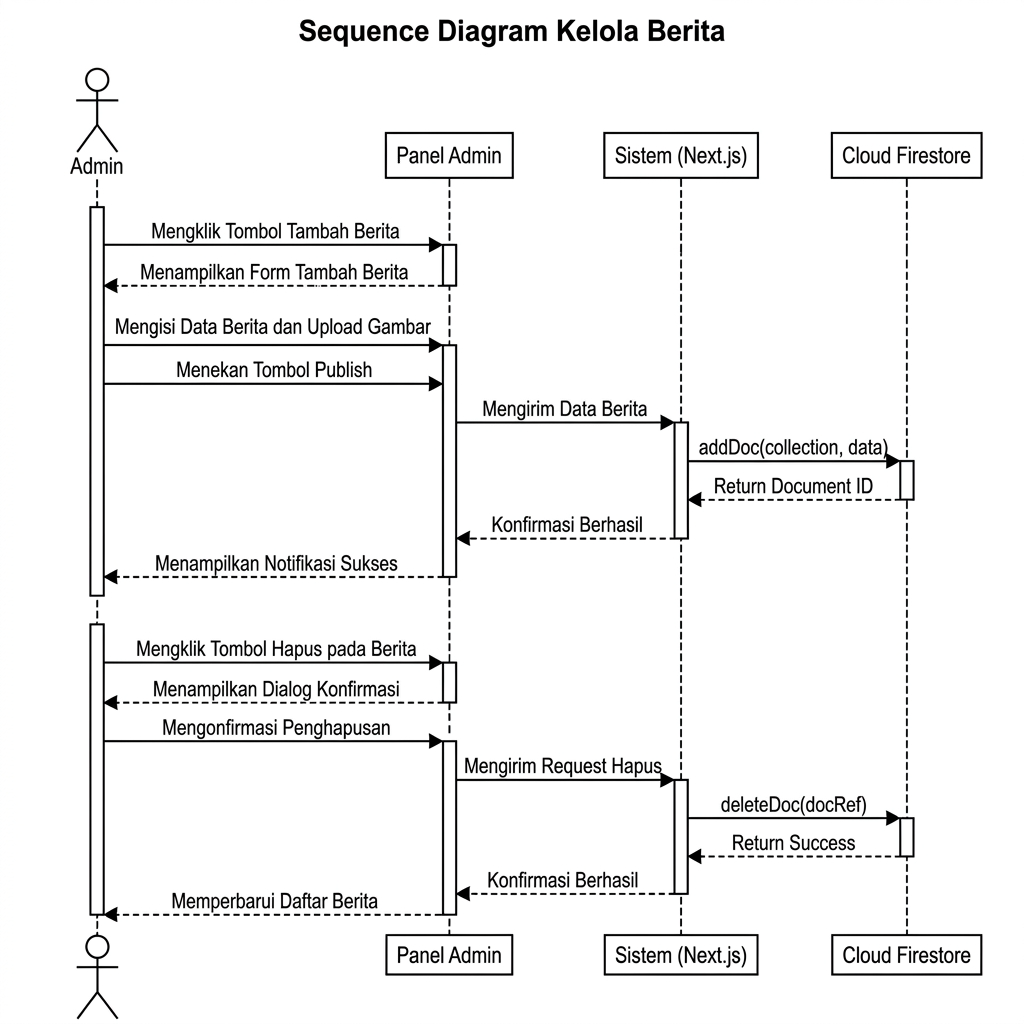 Sequence Diagram Kelola Berita
Admin
Panel Admin
Sistem (Next.js)
Cloud Firestore
Mengklik Tombol Tambah Berita
Menampilkan Form Tambah Berita
Mengisi Data Berita dan Upload Gambar
Menekan Tombol Publish
Mengirim Data Berita
addDoc(collection, data)
Return Document ID
Konfirmasi Berhasil
Menampilkan Notifikasi Sukses
Mengklik Tombol Hapus pada Berita
Menampilkan Dialog Konfirmasi
Mengonfirmasi Penghapusan
Mengirim Request Hapus
deleteDoc(docRef)
Return Success
Konfirmasi Berhasil
Memperbarui Daftar Berita
Panel Admin
Sistem (Next.js)
Cloud Firestore